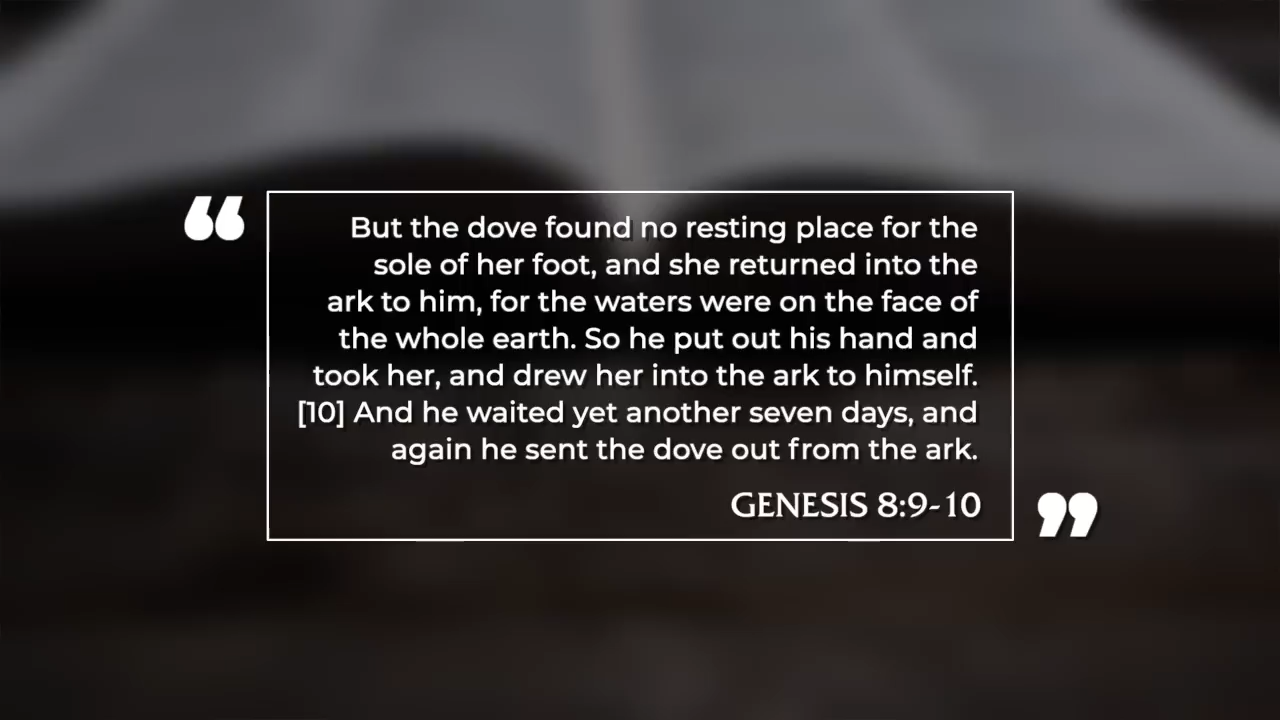 “
But the dove found no resting place for the
sole of her foot, and she returned into the
ark to him, for the waters were on the face of
the whole earth. So he put out his hand and
took her, and drew her into the ark to himself.
[10] And he waited yet another seven days, and
again he sent the dove out from the ark.
GENESIS 8:9-10
”